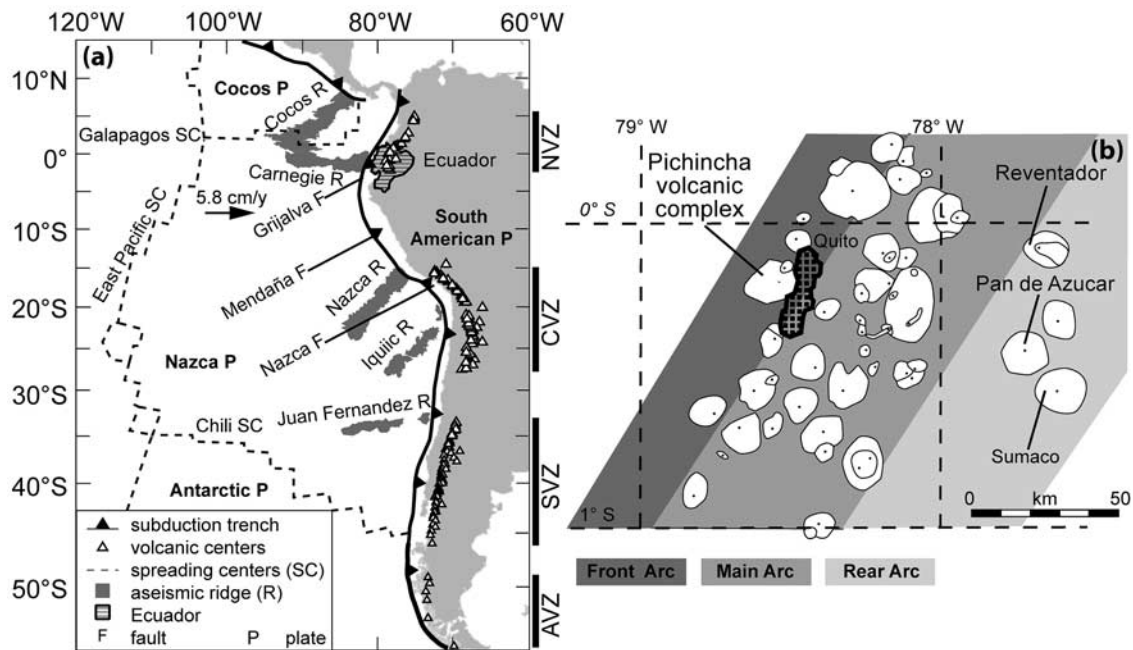 120°W
100°W
80°W
60°W
(a)
10°N
0°
10°S
20°S
30°S
40°S
50°S
Cocos P
Cocos R
Galapagos SC
Carnegie R
Ecuador
5.8 cm/y
Grijalva F
East Pacific SC
South
American P
Mendaña F
Nazca R
Nazca F
Iquiic R
Nazca P
Juan Fernandez R
Chili SC
Antarctic P
NVZ
CVZ
SVZ
AVZ
subduction trench
volcanic centers
spreading centers (SC)
aseismic ridge (R)
Ecuador
F fault P plate
79° W
78° W
(b)
Pichincha
volcanic
complex
Reventador
0° S
Quito
Pan de Azucar
Sumaco
0 km 50
1° S
Front Arc
Main Arc
Rear Arc